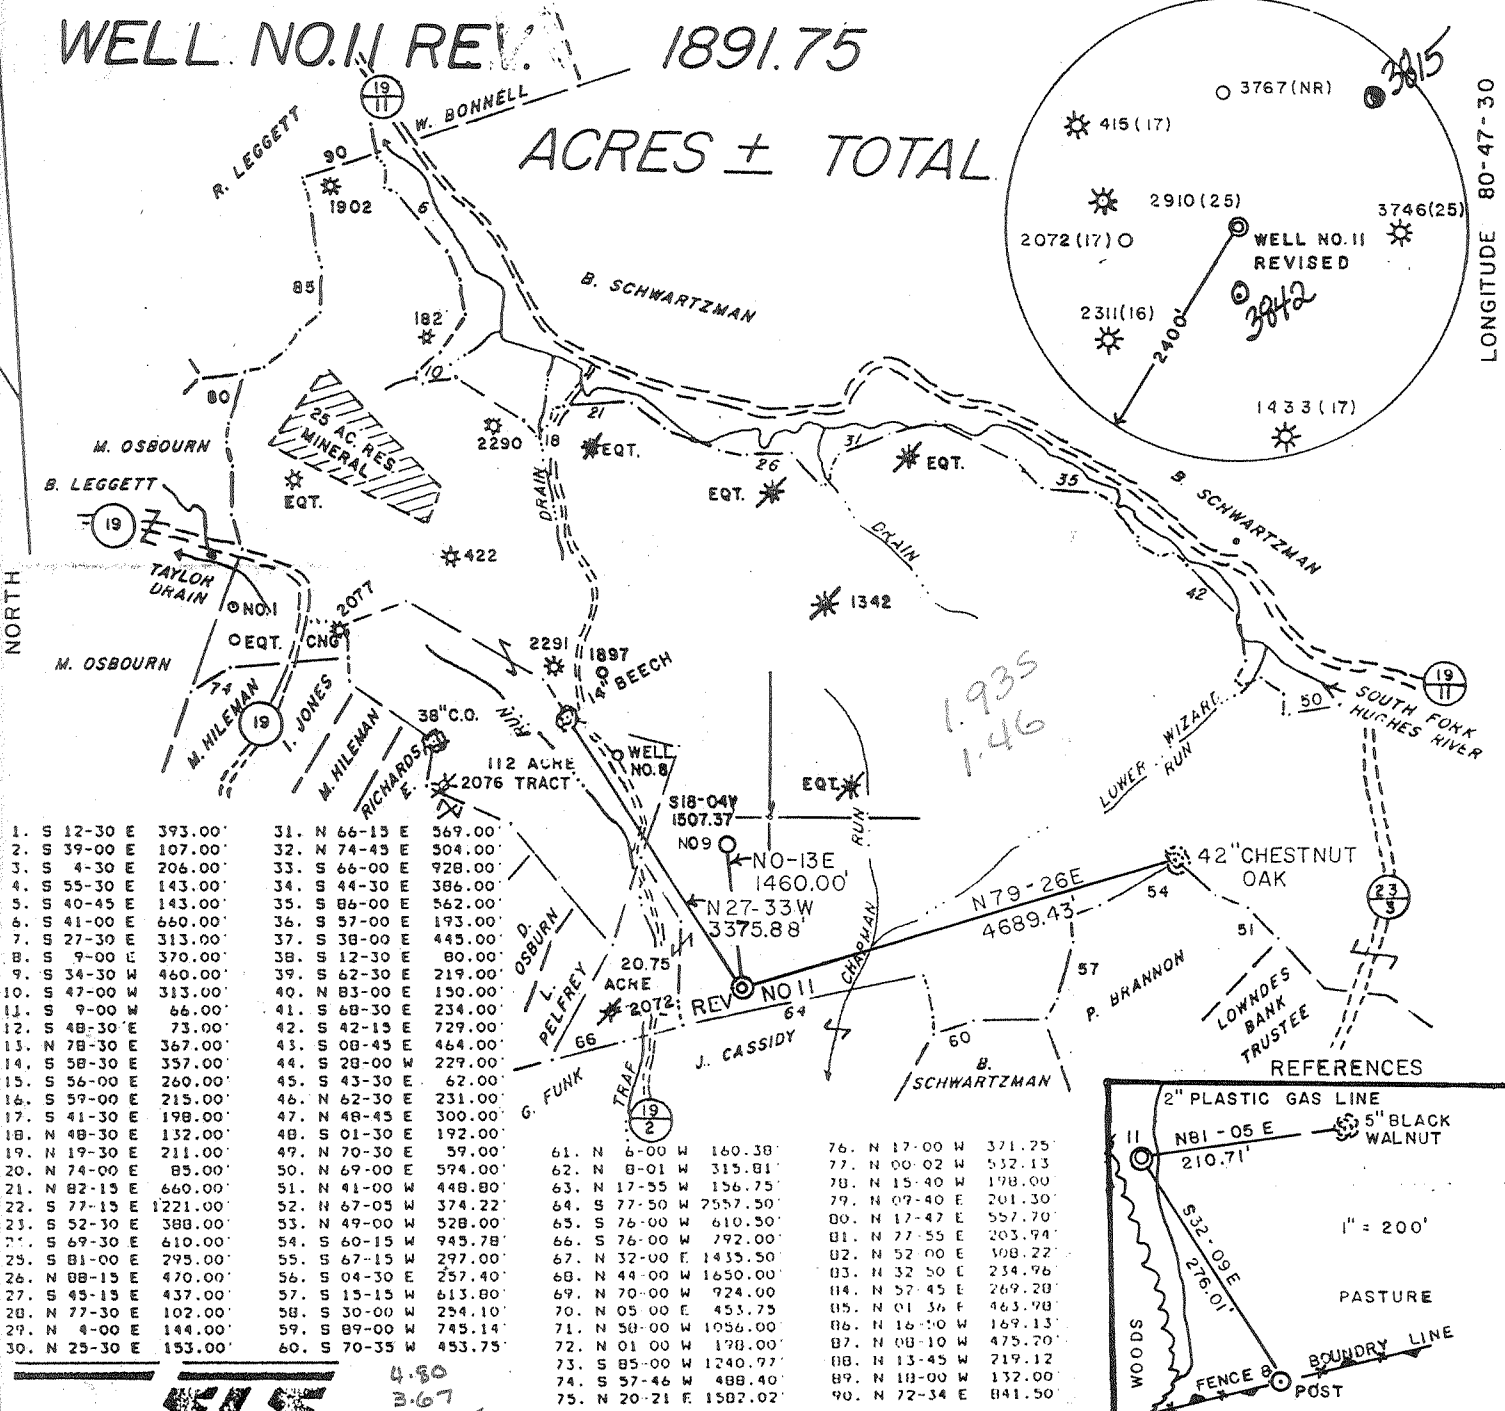 WELL NO.11 REV. 1891.75
ACRES ± TOTAL
19
11
W. BONNELL
R. LEGGETT
90
1902
6
85
182
B. SCHWARTZMAN
80
10
25 AC. RES.
MINERAL
2290
18
21
EQT.
26
EQT.
31
EQT.
35
M. OSBOURN
B. LEGGETT
EQT.
19
DRAIN
DRAIN
B. SCHWARTZMAN
TAYLOR
DRAIN
422
NO.1
2077
EQT.
CNG
1342
42
NORTH
M. OSBOURN
2291
1897
14" BEECH
74
M. HILEMAN
19
I. JONES
M. HILEMAN
RICHARDS
E.
38" C.O.
RUN
112 ACRE
2076 TRACT
WELL
NO.8
1.935
1.46
LOWER WIZARD
RUN
50
SOUTH FORK
HUGHES RIVER
19
11
EQT.
S18-04W
1507.37
NO 9
N0-13E
1460.00'
N27-33W
3375.88'
RUN
CHAPMAN
N79-26E
4689.43
42" CHESTNUT
OAK
54
51
57
23
3
L. D. OSBURN
PELFREY
20.75
ACRE
2072
REV NO 11
64
66
J. CASSIDY
60
B.
SCHWARTZMAN
P. BRANNON
LOWNDES
BANK
TRUSTEE
G. FUNK
TRAF
19
2
3767(NR)
3815
415(17)
2910(25)
3746(25)
2072(17)
WELL NO.11
REVISED
3842
2311(16)
2400'
1433(17)
LONGITUDE 80-47-30
1. S 12-30 E 393.00'
2. S 39-00 E 107.00'
3. S 4-30 E 206.00'
4. S 55-30 E 143.00'
5. S 40-45 E 143.00'
6. S 41-00 E 660.00'
7. S 27-30 E 313.00'
8. S 9-00 E 370.00'
9. S 34-30 W 460.00'
10. S 47-00 W 313.00'
11. S 9-00 W 66.00'
12. S 48-30 E 73.00'
13. N 78-30 E 367.00'
14. S 58-30 E 357.00'
15. S 56-00 E 260.00'
16. S 59-00 E 215.00'
17. S 41-30 E 198.00'
18. N 48-30 E 132.00'
19. N 19-30 E 211.00'
20. N 74-00 E 85.00'
21. N 82-15 E 660.00'
22. S 77-15 E 1221.00'
23. S 52-30 E 388.00'
S 69-30 E 610.00'
25. S 81-00 E 295.00'
26. N 88-15 E 470.00'
27. S 45-15 E 437.00'
28. N 77-30 E 102.00'
29. N 4-00 E 144.00'
30. N 25-30 E 153.00'
31. N 66-15 E 569.00'
32. N 74-45 E 504.00'
33. S 66-00 E 928.00'
34. S 44-30 E 386.00'
35. S 86-00 E 562.00'
36. S 57-00 E 193.00'
37. S 38-00 E 445.00'
38. S 12-30 E 80.00'
39. S 62-30 E 219.00'
40. N 83-00 E 150.00'
41. S 68-30 E 234.00'
42. S 42-15 E 729.00'
43. S 08-45 E 464.00'
44. S 28-00 W 229.00'
45. S 43-30 E 62.00'
46. N 62-30 E 231.00'
47. N 48-45 E 300.00'
48. S 01-30 E 192.00'
49. N 70-30 E 59.00'
50. N 69-00 E 594.00'
51. N 41-00 W 448.80'
52. N 67-05 W 374.22'
53. N 49-00 W 528.00'
54. S 60-15 W 945.78'
55. S 67-15 W 297.00'
56. S 04-30 E 257.40'
57. S 15-15 W 613.80'
58. S 30-00 W 254.10'
59. S 89-00 W 745.14'
60. S 70-35 W 453.75
61. N 6-00 W 160.38'
62. N 8-01 W 315.81'
63. N 17-55 W 156.75'
64. S 77-50 W 2557.50'
65. S 76-00 W 610.50'
66. S 76-00 W 792.00'
67. N 32-00 E 1435.50'
68. N 44-00 W 1650.00'
69. N 70-00 W 924.00
70. N 05 00 E 453.75
71. N 50-00 W 1056.00'
72. N 01 00 W 198.00'
73. S 85-00 W 1240.97'
74. S 57-46 W 488.40'
75. N 20-21 E 1582.02'
76. N 17-00 W 371.25'
77. N 00-02 W 532.13
78. N 15-40 W 198.00
79. N 09-40 E 201.30'
80. N 17-47 E 557.70'
81. N 77-55 E 203.94'
82. N 52 00 E 308.22'
83. N 32 50 E 234.96'
84. N 57-45 E 269.28'
85. N 01 36 E 463.98'
86. N 16-50 W 169.13'
87. N 08-10 W 475.20'
88. N 13-45 W 219.12
89. N 18-00 W 132.00'
90. N 72-34 E 841.50'
4.80
3.67
REFERENCES
2" PLASTIC GAS LINE
11
N81-05 E
210.71'
5" BLACK
WALNUT
S32-09E
276.01'
1" = 200'
PASTURE
WOODS
FENCE & BOUNDRY LINE
POST